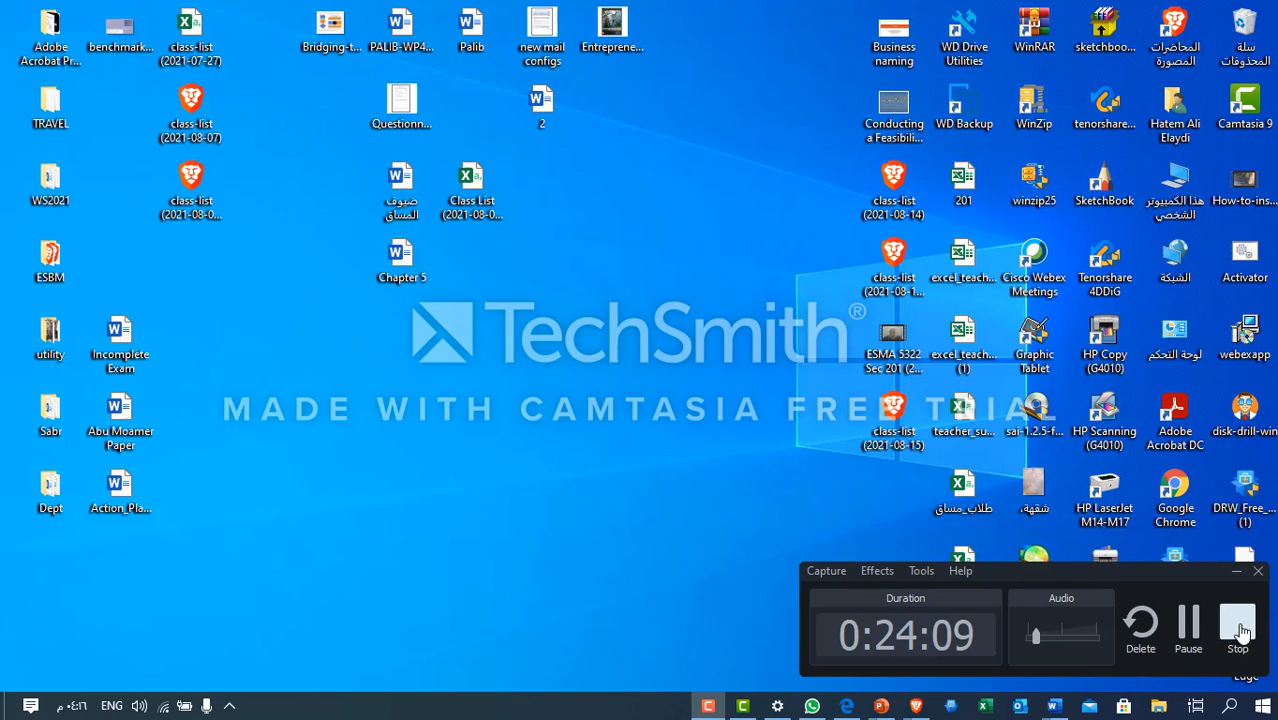 Adobe
Acrobat Pr...
benchmark...
class-list
(2021-07-27)
Bridging-t...
PALIB-WP4...
Palib
new mail
configs
Entreprene...
Business
naming
WD Drive
Utilities
WinRAR
sketchboo...
المحاضرات
المصورة
سلة
المحذوفات
TRAVEL
class-list
(2021-08-07)
Questionn...
2
Conducting
a Feasibili...
WD Backup
WinZip
tenorshare...
Hatem Ali
Elaydi
Camtasia 9
WS2021
class-list
(2021-08-0...
ضيوف
المساق
Class List
(2021-08-0...
class-list
(2021-08-14)
201
winzip25
SketchBook
هذا الكمبيوتر
الشخصي
How-to-ins...
ESBM
Chapter 5
class-list
(2021-08-1...
excel_teach...
Cisco Webex
Meetings
Tenorshare
4DDiG
الشبكة
Activator
TechSmith®
MADE WITH CAMTASIA FREE TRIAL
utility
Incomplete
Exam
ESMA 5322
Sec 201 (2...
excel_teach...
(1)
Graphic
Tablet
HP Copy
(G4010)
لوحة التحكم
webexapp
Sabr
Abu Moamer
Paper
class-list
(2021-08-15)
teacher_su...
sai-1.2.5-f...
HP Scanning
(G4010)
Adobe
Acrobat DC
disk-drill-win
Dept
Action_Pla...
طلاب_مساق
شقهة،
HP LaserJet
M14-M17
Google
Chrome
DRW_Free_...
(1)
Capture Effects Tools Help
Duration
Audio
0:24:09
Delete
Pause
Stop
Edge
٠٤:١٦ م
ENG